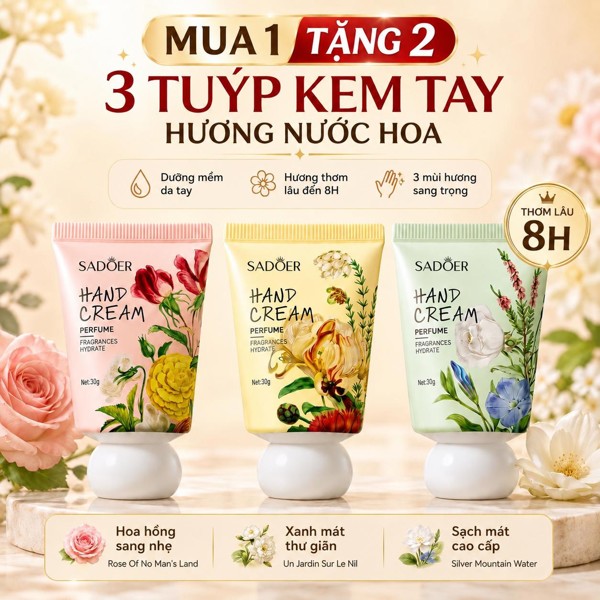 MUA 1 TẶNG 2
3 TUÝP KEM TAY
HƯƠNG NƯỚC HOA
Dưỡng mềm
da tay
Hương thơm
lâu đến 8H
3 mùi hương
sang trọng
THƠM LÂU
8H
SADOER
HAND
CREAM
PERFUME
FRAGRANCES
HYDRATE
Net:30g
SADOER
HAND
CREAM
PERFUME
FRAGRANCES
HYDRATE
Net:30g
SADOER
HAND
CREAM
PERFUME
FRAGRANCES
HYDRATE
Net:30g
Hoa hồng
sang nhẹ
Rose Of No Man's Land
Xanh mát
thư giãn
Un Jardin Sur Le Nil
Sạch mát
cao cấp
Silver Mountain Water